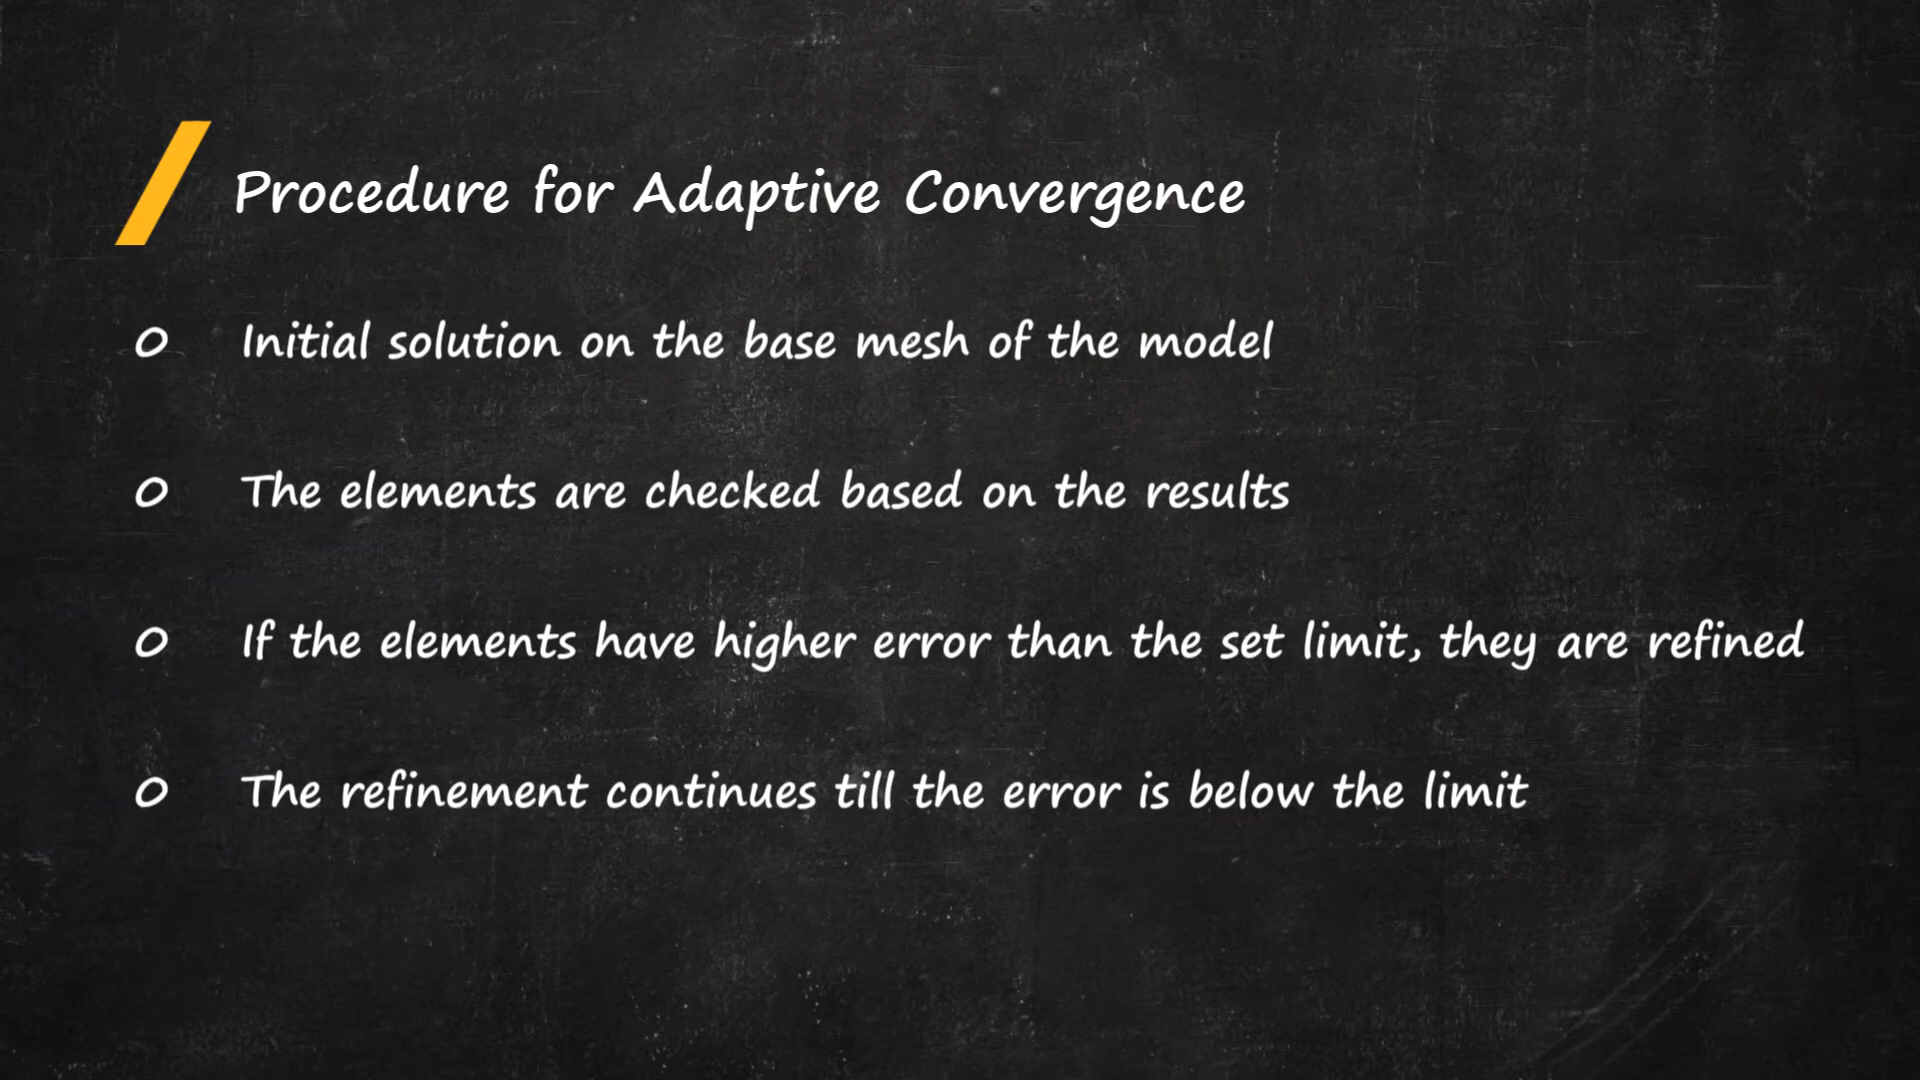 Procedure for Adaptive Convergence
o Initial solution on the base mesh of the model
o The elements are checked based on the results
o If the elements have higher error than the set limit, they are refined
o The refinement continues till the error is below the limit